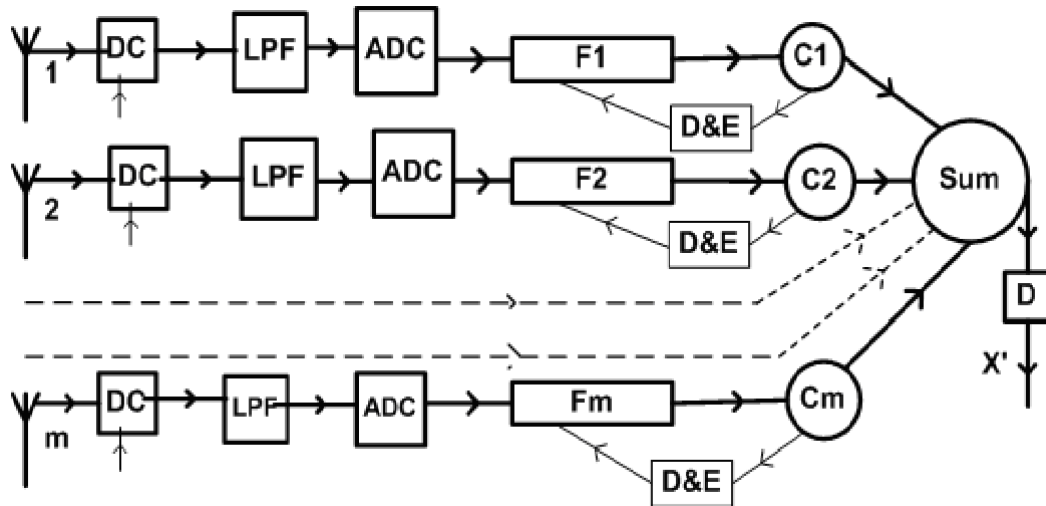 1 DC LPF ADC F1 C1
D&E
2 DC LPF ADC F2 C2 Sum
D&E
D
X'
m DC LPF ADC Fm Cm
D&E